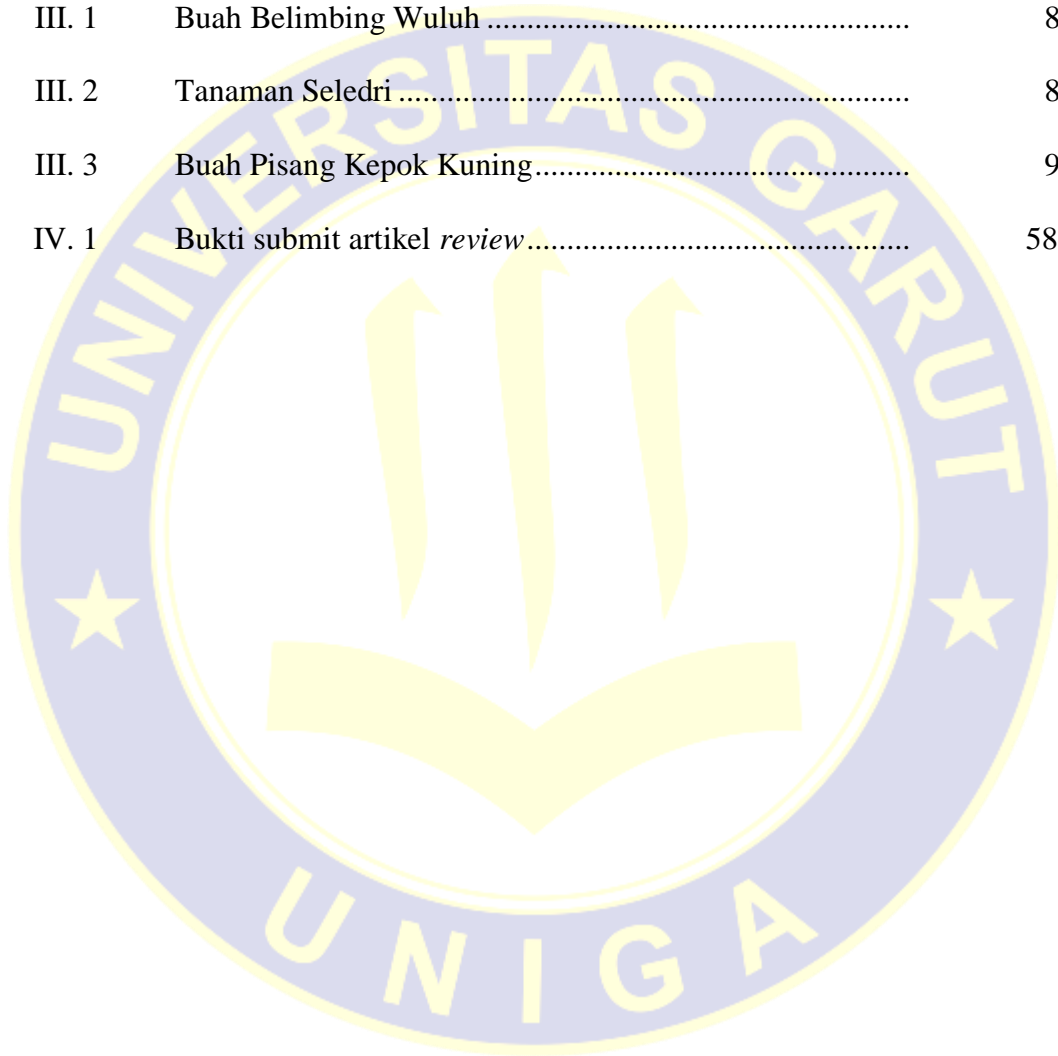 III. 1 Buah Belimbing Wuluh ............................................................. 8
III. 2 Tanaman Seledri .......................................................................... 8
III. 3 Buah Pisang Kepok Kuning...................................................... 9
IV. 1 Bukti submit artikel review....................................................... 58
UNIVERSITAS GARUT
UNIGA